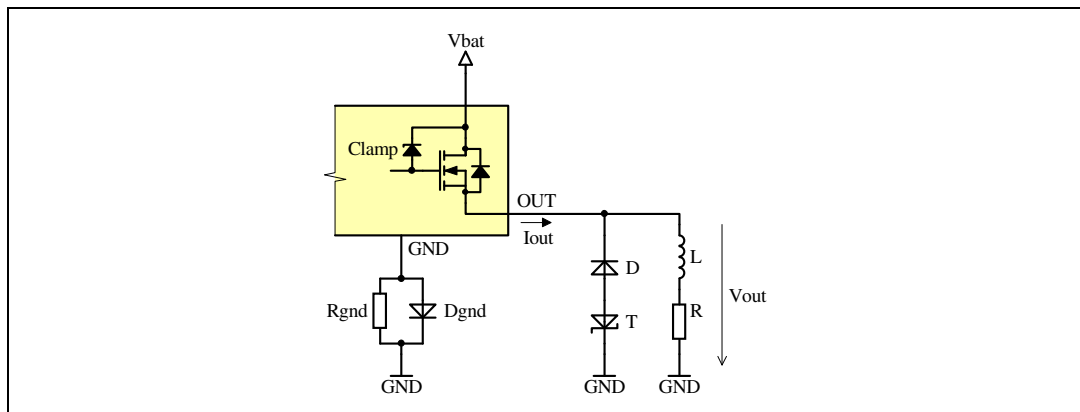 Vbat
Clamp
OUT
Iout
GND
Rgnd
Dgnd
D
T
L
R
Vout
GND
GND
GND